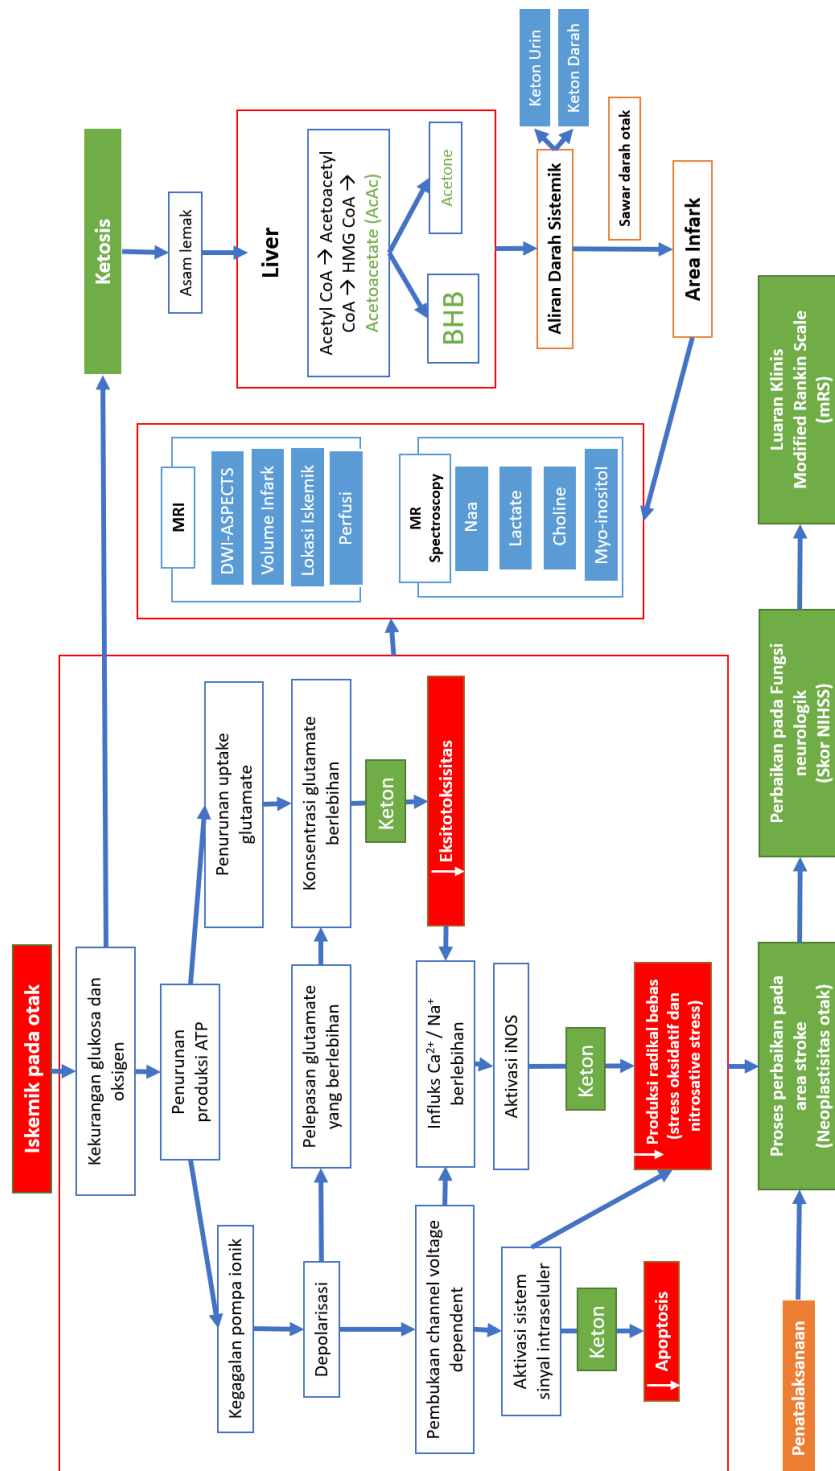 Iskemik pada otak
Kekurangan glukosa dan
oksigen
Penurunan
produksi ATP
Kegagalan pompa ionik
Penurunan uptake
glutamate
Depolarisasi
Pelepasan glutamate
yang berlebihan
Konsentrasi glutamate
berlebihan
Keton
Eksitotoksisitas
Pembukaan channel voltage
dependent
Influks Ca²⁺ / Na⁺
berlebihan
Aktivasi sistem
sinyal intraseluler
Aktivasi iNOS
Keton
Keton
Apoptosis
Produksi radikal bebas
(stress oksidatif dan
nitrosative stress)
MRI
DWI-ASPECTS
Volume Infark
Lokasi Iskemik
Perfusi
MR
Spectroscopy
Naa
Lactate
Choline
Myo-inositol
Ketosis
Asam lemak
Liver
Acetyl CoA → Acetoacetyl
CoA → HMG CoA →
Acetoacetate (AcAc)
BHB
Acetone
Aliran Darah Sistemik
Keton Urin
Keton Darah
Sawar darah otak
Area Infark
Penatalaksanaan
Proses perbaikan pada
area stroke
(Neoplastisitas otak)
Perbaikan pada Fungsi
neurologik
(Skor NIHSS)
Luaran Klinis
Modified Rankin Scale
(mRS)